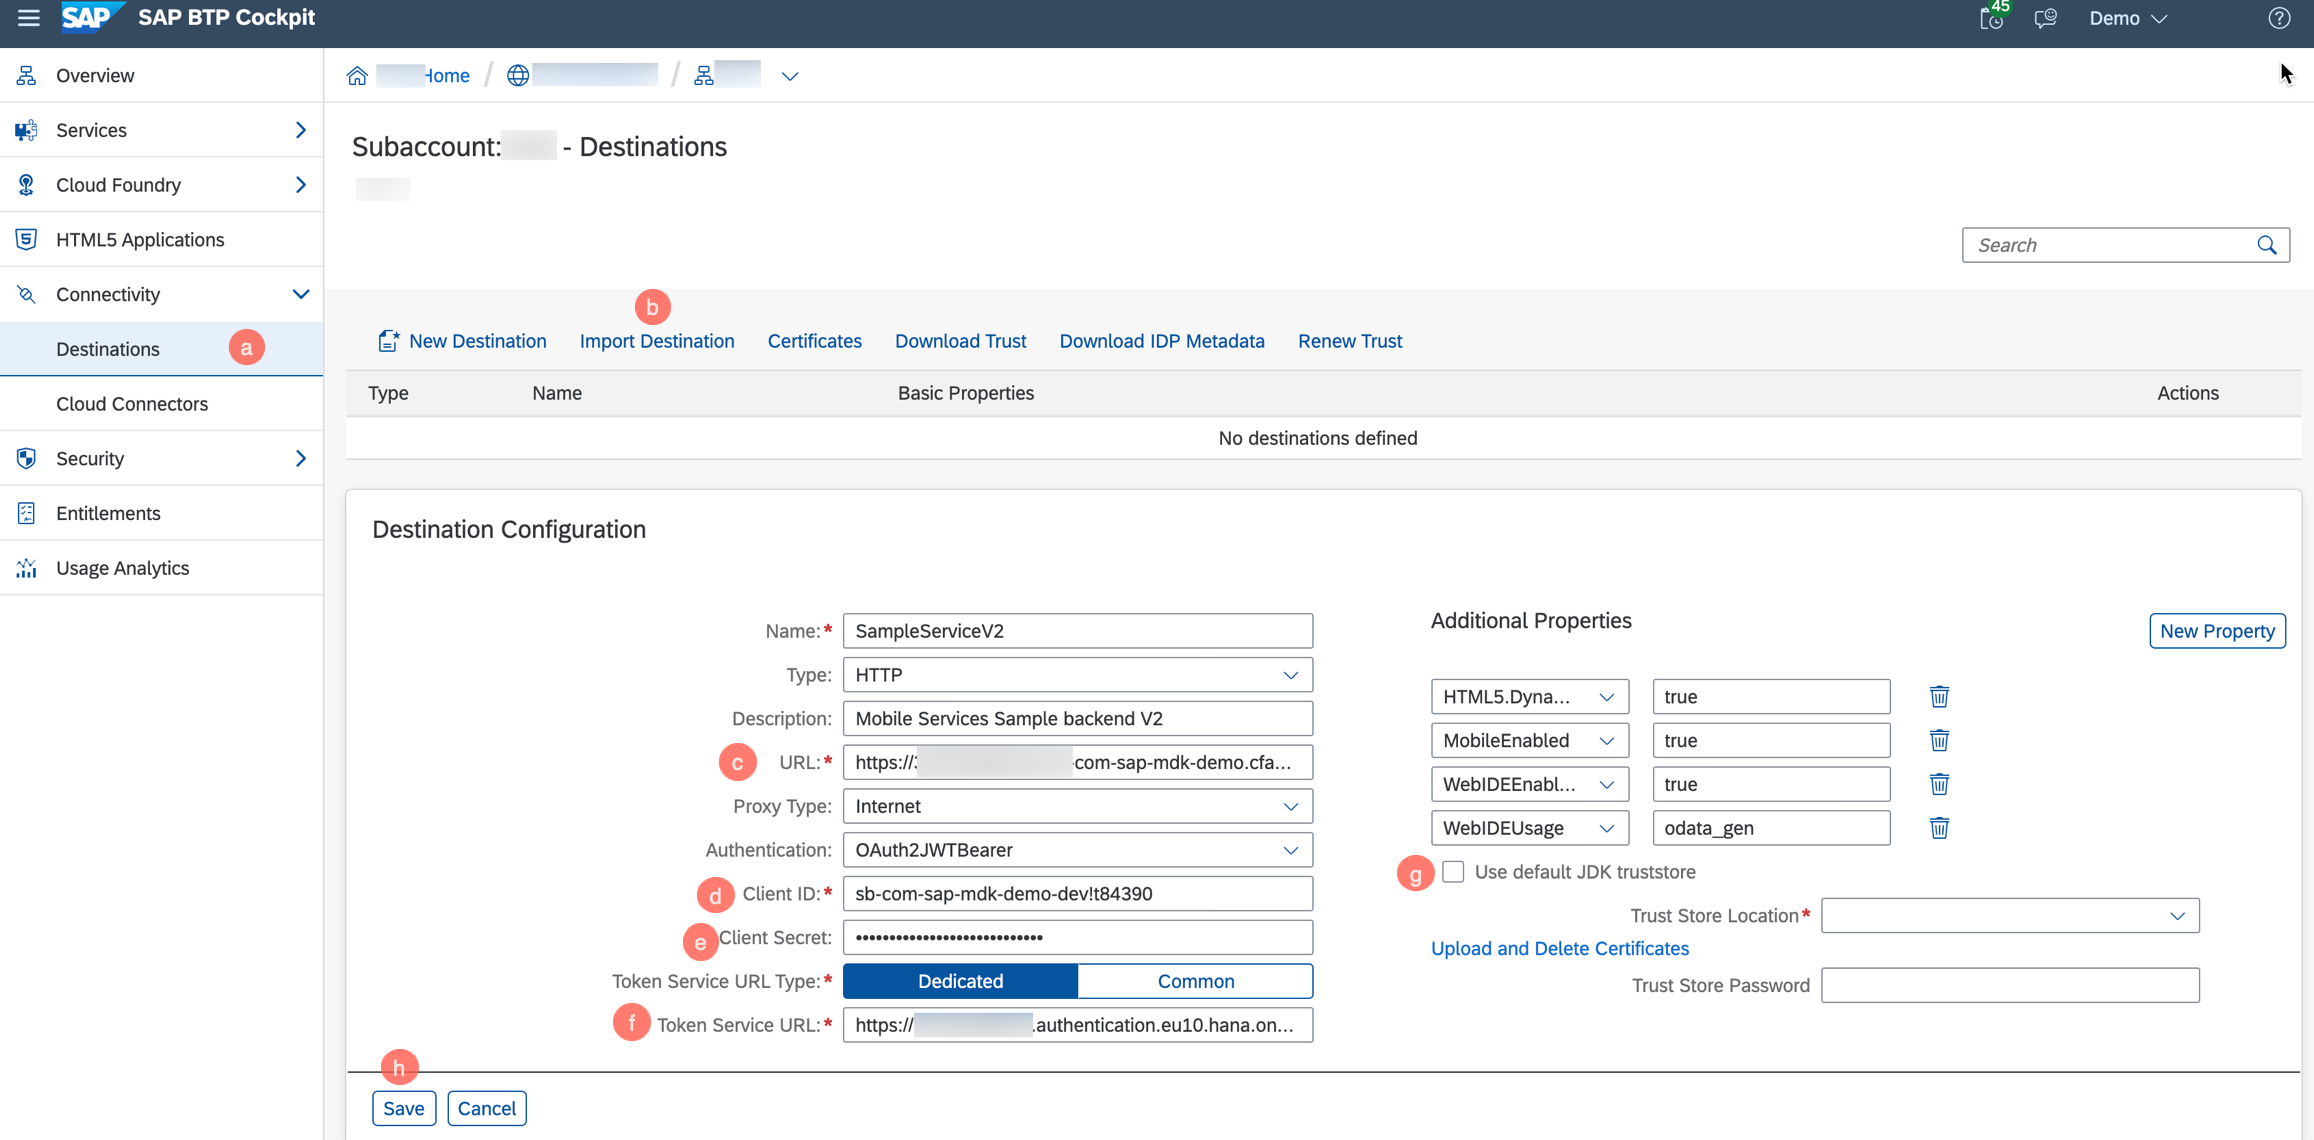 SAP SAP BTP Cockpit 45 Demo
Overview
Services
Cloud Foundry
HTML5 Applications
Connectivity
Destinations a
Cloud Connectors
Security
Entitlements
Usage Analytics
Home / /
Subaccount: - Destinations
Search
b
New Destination Import Destination Certificates Download Trust Download IDP Metadata Renew Trust
Type Name Basic Properties Actions
No destinations defined
Destination Configuration
Name:* SampleServiceV2
Type: HTTP
Description: Mobile Services Sample backend V2
c URL:* https:// -com-sap-mdk-demo.cfa...
Proxy Type: Internet
Authentication: OAuth2JWTBearer
d Client ID:* sb-com-sap-mdk-demo-dev!t84390
e Client Secret: ••••••••••••••••••••••••••••
Token Service URL Type:* Dedicated Common
f Token Service URL:* https:// .authentication.eu10.hana.on...
Additional Properties
New Property
HTML5.Dyna... true
MobileEnabled true
WebIDEEnabl... true
WebIDEUsage odata_gen
g Use default JDK truststore
Trust Store Location*
Upload and Delete Certificates
Trust Store Password
h
Save Cancel